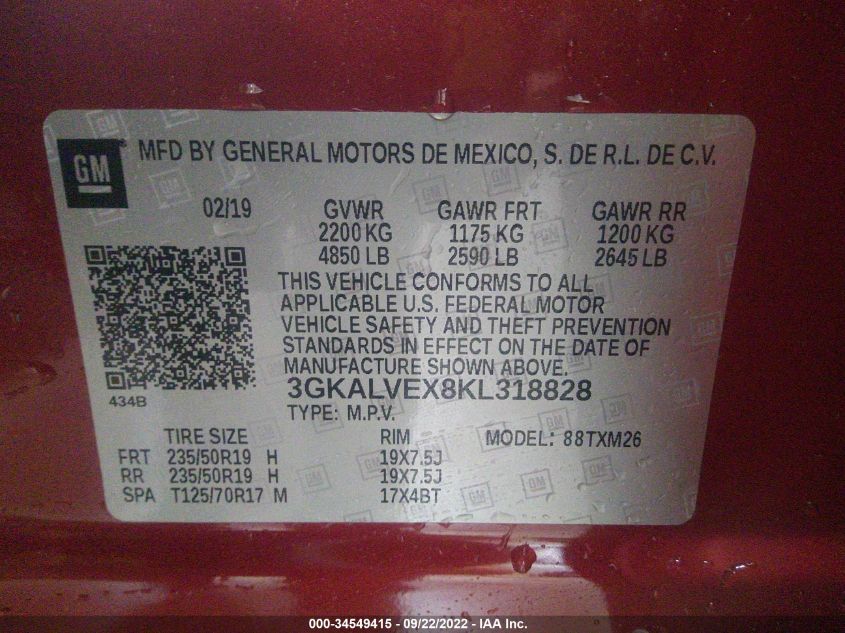 GM® MFD BY GENERAL MOTORS DE MEXICO, S. DE R.L. DE C.V.
02/19 GVWR GAWR FRT GAWR RR
2200 KG 1175 KG 1200 KG
4850 LB 2590 LB 2645 LB
THIS VEHICLE CONFORMS TO ALL
APPLICABLE U.S. FEDERAL MOTOR
VEHICLE SAFETY AND THEFT PREVENTION
STANDARDS IN EFFECT ON THE DATE OF
MANUFACTURE SHOWN ABOVE.
3GKALVEX8KL318828
434B
TYPE: M.P.V.
TIRE SIZE RIM MODEL: 88TXM26
FRT 235/50R19 H 19X7.5J
RR 235/50R19 H 19X7.5J
SPA T125/70R17 M 17X4BT
000-34549415 - 09/22/2022 - IAA Inc.